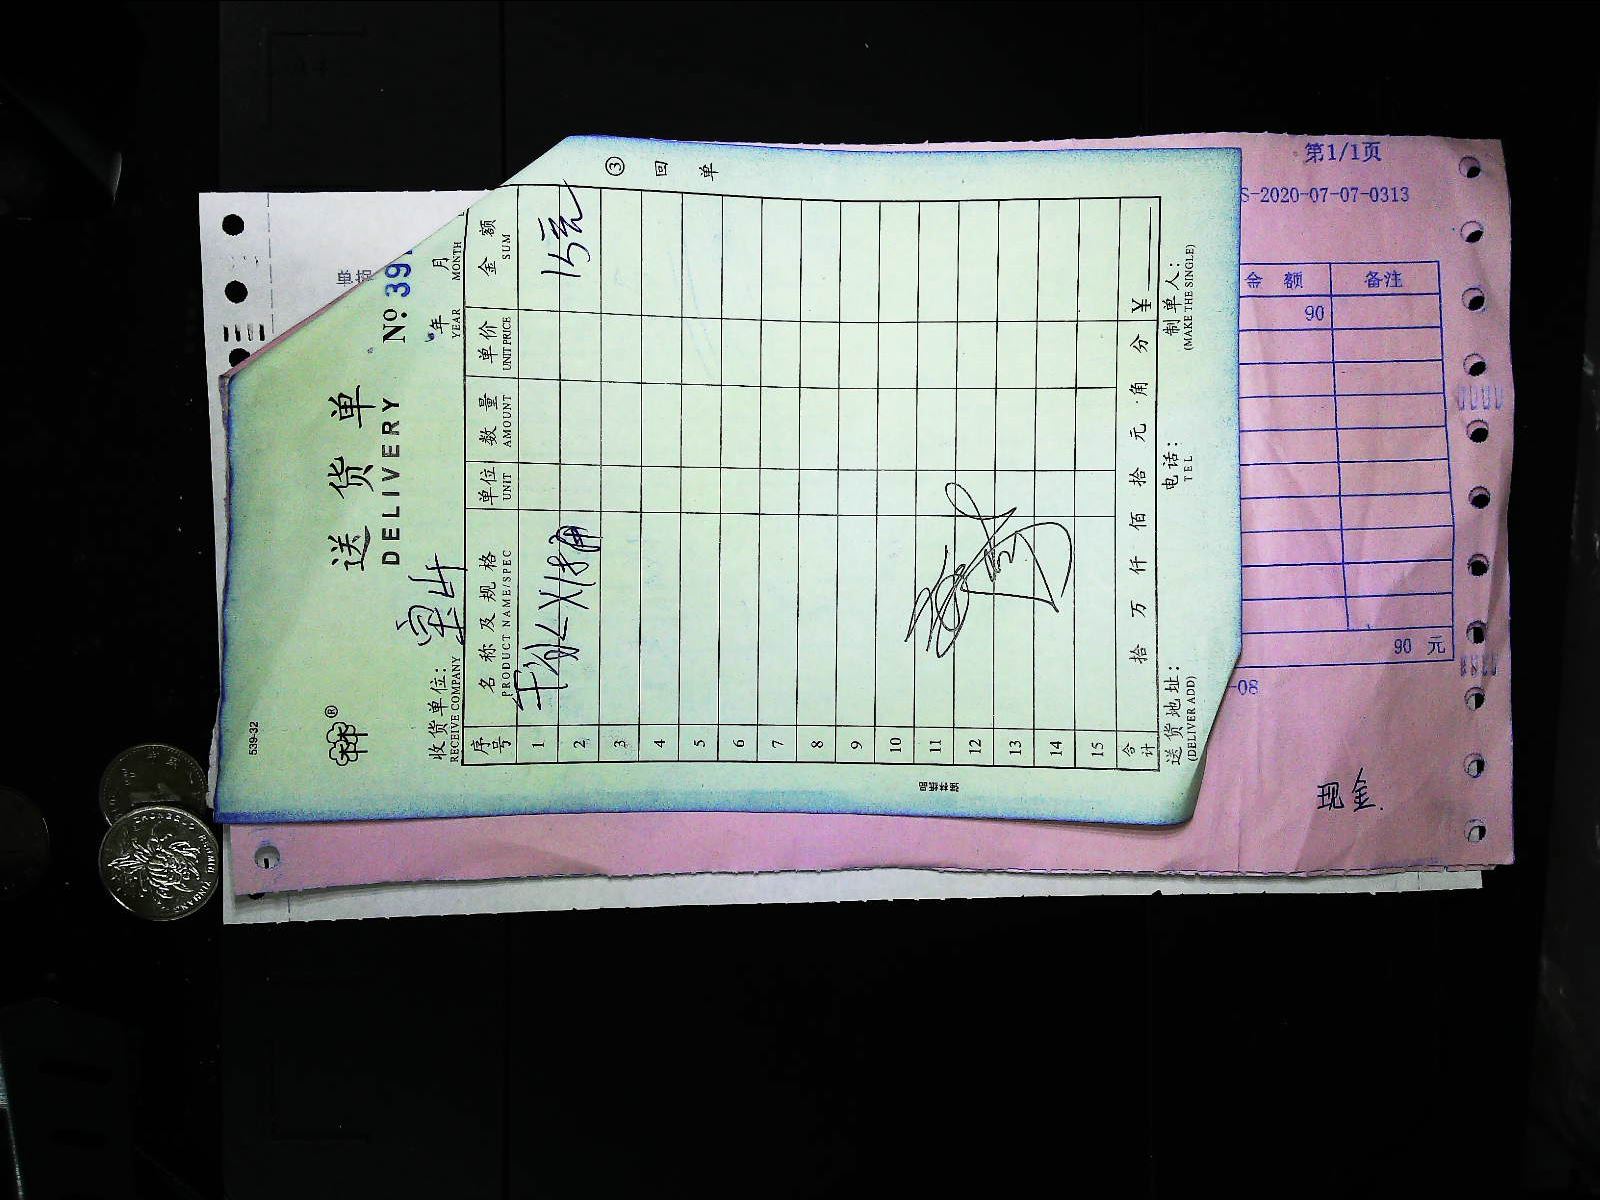 ③ 回 单
539-32
林华®
送 货 单
DELIVERY
№ 39
收货单位：
RECEIVE COMPANY
年 月
YEAR MONTH
序号 名 称 及 规 格 单位 数 量 单价 金 额
PRODUCT NAME/SPEC UNIT AMOUNT UNIT PRICE SUM
1 15元
2
3
4
5
6
7
8
9
10
11
12
13
14
15
合计 拾 万 仟 佰 拾 元 角 分 ¥
送货地址： 电话： 制单人：
(DELIVER ADD) TEL (MAKE THE SINGLE)
第1/1页
S-2020-07-07-0313
金 额 备注
90
90 元
-08
现金.